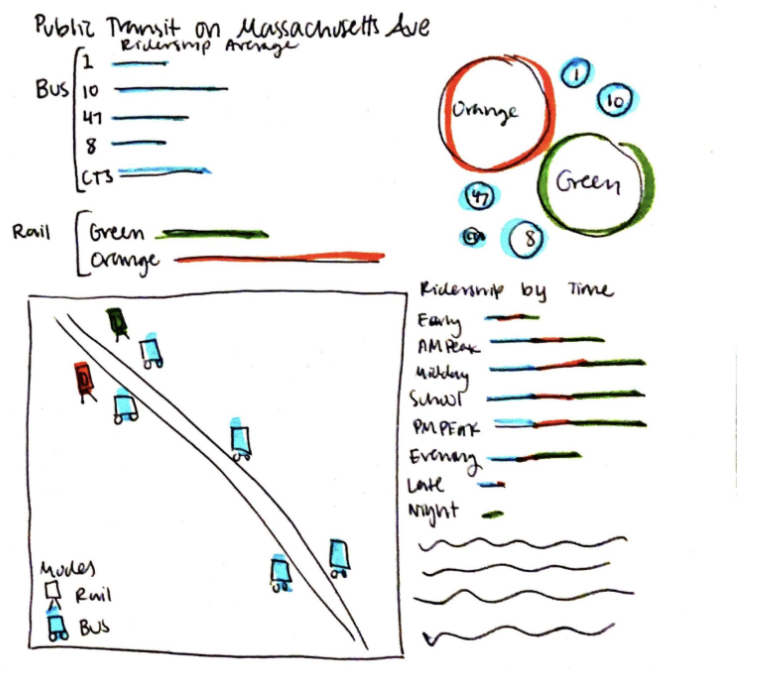 Public Transit on Massachusetts Ave
Ridership Average
Bus
1
10
47
8
CT3
Rail
Green
Orange
Orange
1
10
Green
47
8
Ridership by Time
Early
AM Peak
Midday
School
PM PEAK
Evening
Late
Night
Modes
Rail
BUS